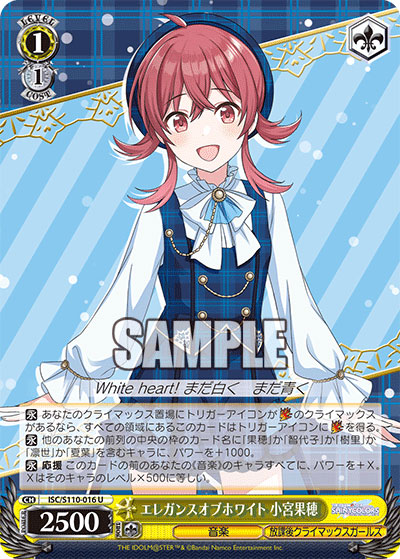 LEVEL
1
1
COST
SAMPLE
White heart! まだ白く まだ青く
永 あなたのクライマックス置場にトリガーアイコンが のクライマックス
があるなら、すべての領域にあるこのカードはトリガーアイコンに を得る。
永 他のあなたの前列の中央の枠のカード名に「果穂」か「智代子」か「樹里」か
「凛世」か「夏葉」を含むキャラに、パワーを+1000。
永 応援 このカードの前のあなたの《音楽》のキャラすべてに、パワーを+X。
Xはそのキャラのレベル×500に等しい。
CH ISC/S110-016 U
POWER
2500
エレガンスオブホワイト 小宮果穂
SHINYCOLORS
音楽
放課後クライマックスガールズ
THE IDOLM@STER™& ©Bandai Namco Entertainment Inc.